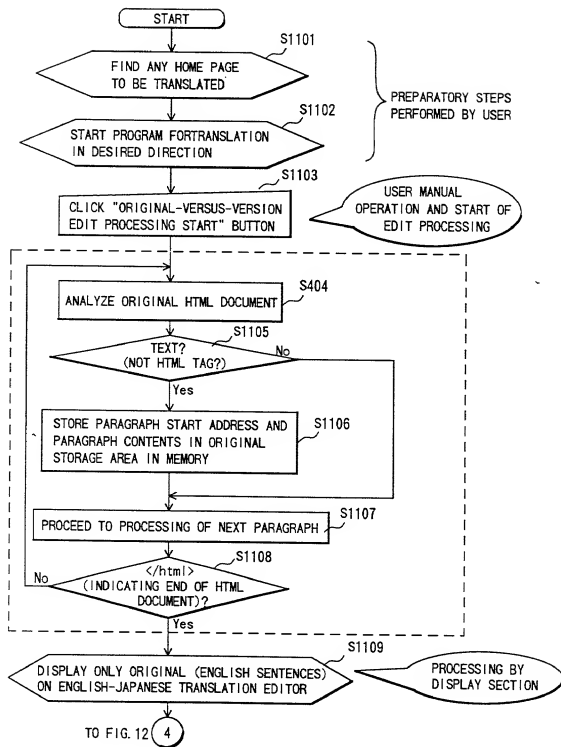 START
S1101
FIND ANY HOME PAGE
TO BE TRANSLATED
S1102
PREPARATORY STEPS
PERFORMED BY USER
START PROGRAM FORTRANSLATION
IN DESIRED DIRECTION
S1103
CLICK "ORIGINAL-VERSUS-VERSION
EDIT PROCESSING START" BUTTON
USER MANUAL
OPERATION AND START OF
EDIT PROCESSING
S404
ANALYZE ORIGINAL HTML DOCUMENT
S1105
TEXT?
(NOT HTML TAG?)
No
Yes
S1106
STORE PARAGRAPH START ADDRESS AND
PARAGRAPH CONTENTS IN ORIGINAL
STORAGE AREA IN MEMORY
S1107
PROCEED TO PROCESSING OF NEXT PARAGRAPH
S1108
</html>
(INDICATING END OF HTML
DOCUMENT)?
No
Yes
S1109
DISPLAY ONLY ORIGINAL (ENGLISH SENTENCES)
ON ENGLISH-JAPANESE TRANSLATION EDITOR
PROCESSING BY
DISPLAY SECTION
TO FIG. 12 4